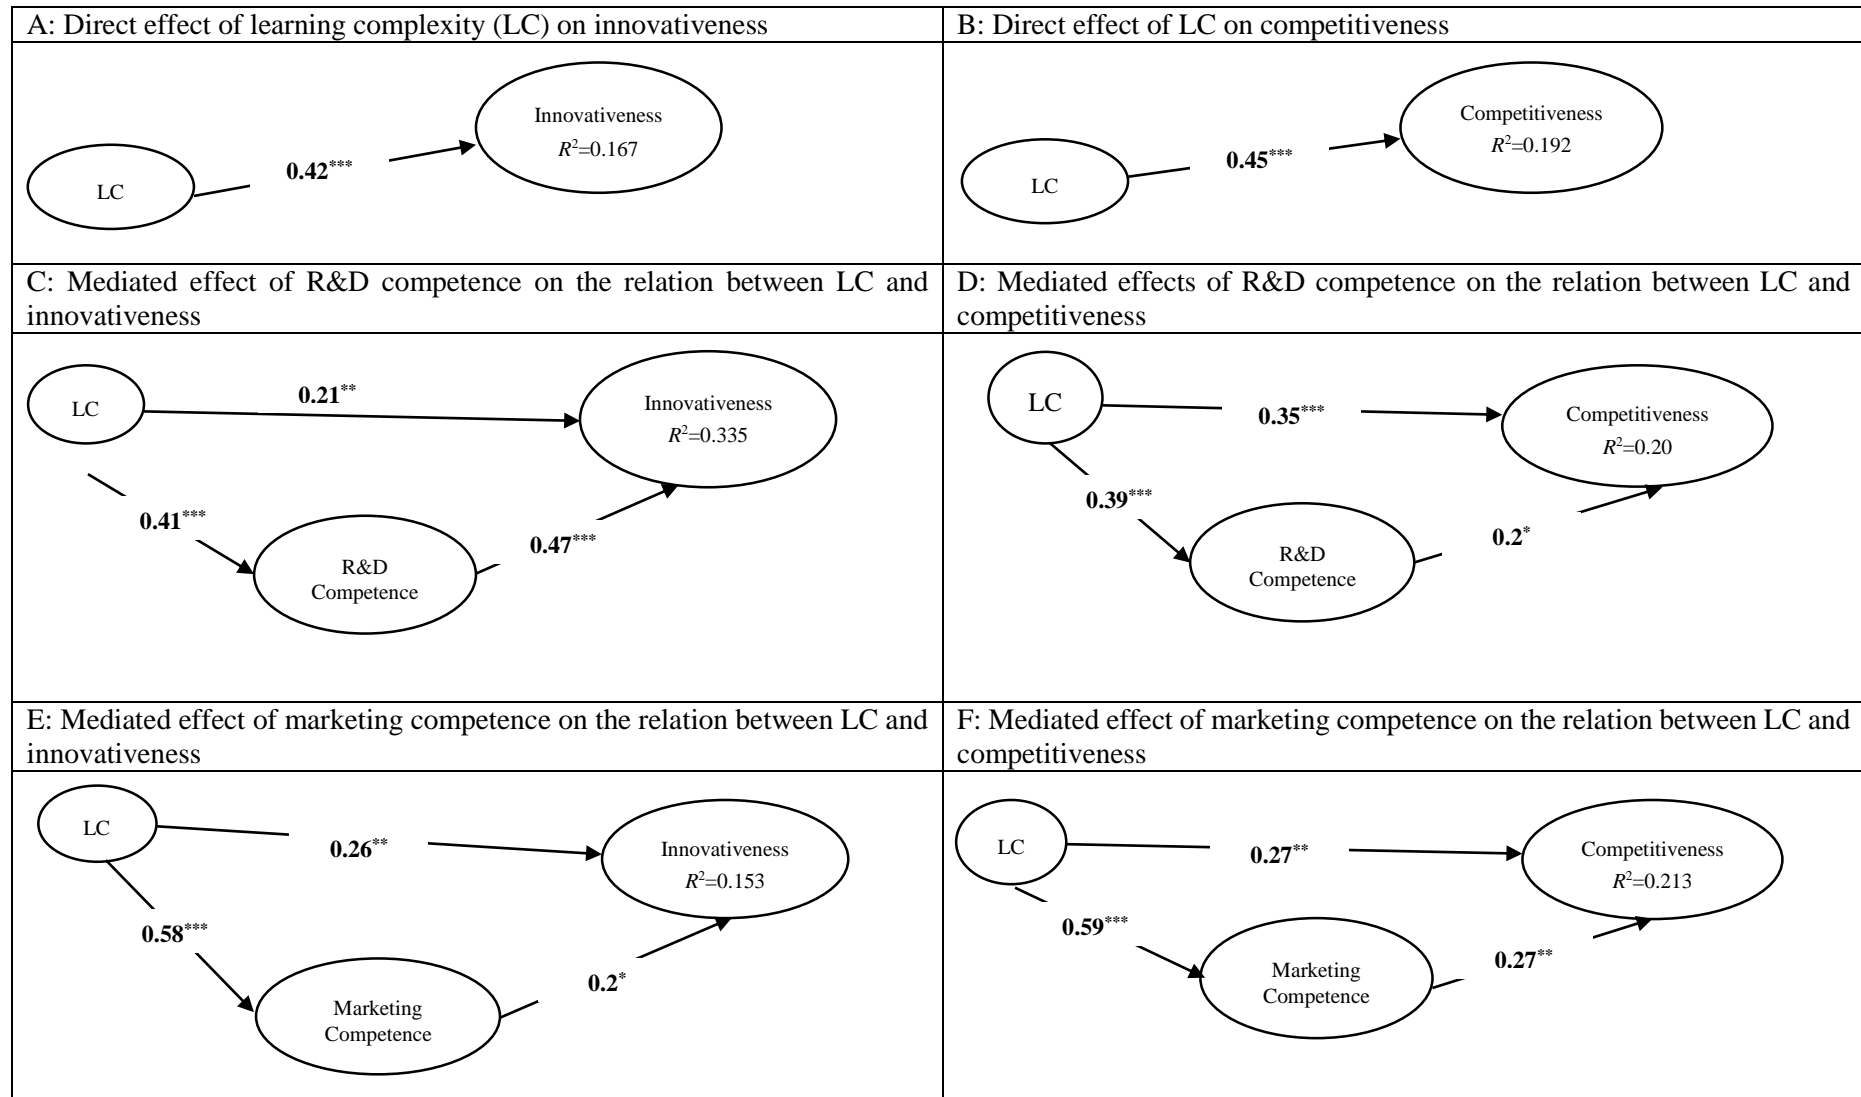 A: Direct effect of learning complexity (LC) on innovativeness
LC
0.42***
Innovativeness
R²=0.167
B: Direct effect of LC on competitiveness
LC
0.45***
Competitiveness
R²=0.192
C: Mediated effect of R&D competence on the relation between LC and
innovativeness
LC
0.21**
Innovativeness
R²=0.335
0.41***
0.47***
R&D
Competence
D: Mediated effects of R&D competence on the relation between LC and
competitiveness
LC
0.35***
Competitiveness
R²=0.20
0.39***
0.2*
R&D
Competence
E: Mediated effect of marketing competence on the relation between LC and
innovativeness
LC
0.26**
Innovativeness
R²=0.153
0.58***
0.2*
Marketing
Competence
F: Mediated effect of marketing competence on the relation between LC and
competitiveness
LC
0.27**
Competitiveness
R²=0.213
0.59***
0.27**
Marketing
Competence